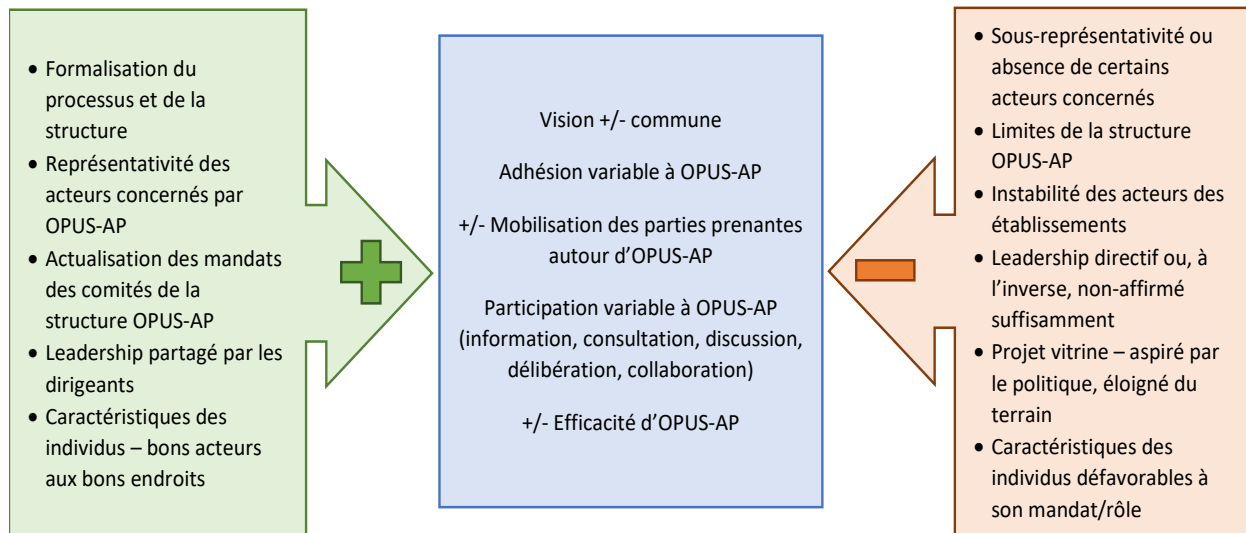 • Formalisation du
processus et de la
structure
• Représentativité des
acteurs concernés par
OPUS-AP
• Actualisation des mandats
des comités de la
structure OPUS-AP
• Leadership partagé par les
dirigeants
• Caractéristiques des
individus – bons acteurs
aux bons endroits
Vision +/- commune
Adhésion variable à OPUS-AP
+/- Mobilisation des parties prenantes
autour d’OPUS-AP
Participation variable à OPUS-AP
(information, consultation, discussion,
délibération, collaboration)
+/- Efficacité d’OPUS-AP
• Sous-représentativité ou
absence de certains
acteurs concernés
• Limites de la structure
OPUS-AP
• Instabilité des acteurs des
établissements
• Leadership directif ou, à
l’inverse, non-affirmé
suffisamment
• Projet vitrine – aspiré par
le politique, éloigné du
terrain
• Caractéristiques des
individus défavorables à
son mandat/rôle